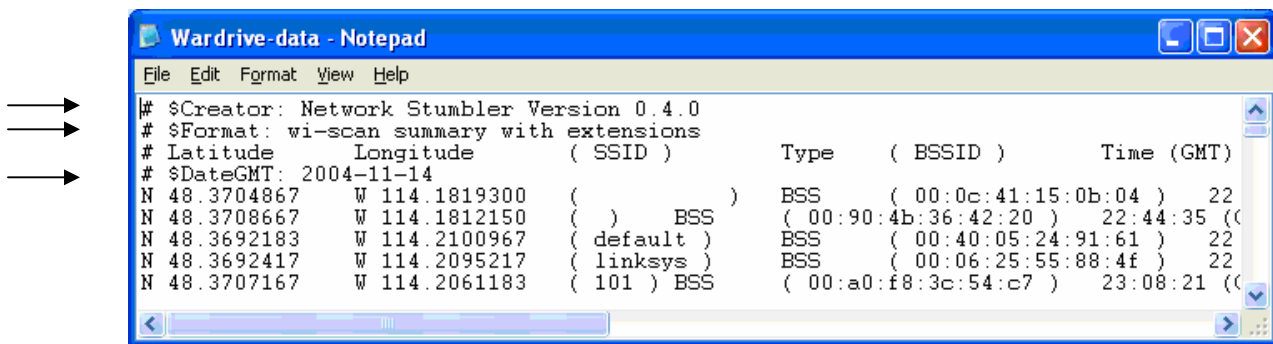 Wardrive-data - Notepad
File Edit Format View Help
# $Creator: Network Stumbler Version 0.4.0
# $Format: wi-scan summary with extensions
# Latitude Longitude ( SSID ) Type ( BSSID ) Time (GMT)
# $DateGMT: 2004-11-14
N 48.3704867 W 114.1819300 ( ) BSS ( 00:0c:41:15:0b:04 ) 22
N 48.3708667 W 114.1812150 ( ) BSS ( 00:90:4b:36:42:20 ) 22:44:35 (G
N 48.3692183 W 114.2100967 ( default ) BSS ( 00:40:05:24:91:61 ) 22
N 48.3692417 W 114.2095217 ( linksys ) BSS ( 00:06:25:55:88:4f ) 22
N 48.3707167 W 114.2061183 ( 101 ) BSS ( 00:a0:f8:3c:54:c7 ) 23:08:21 (G